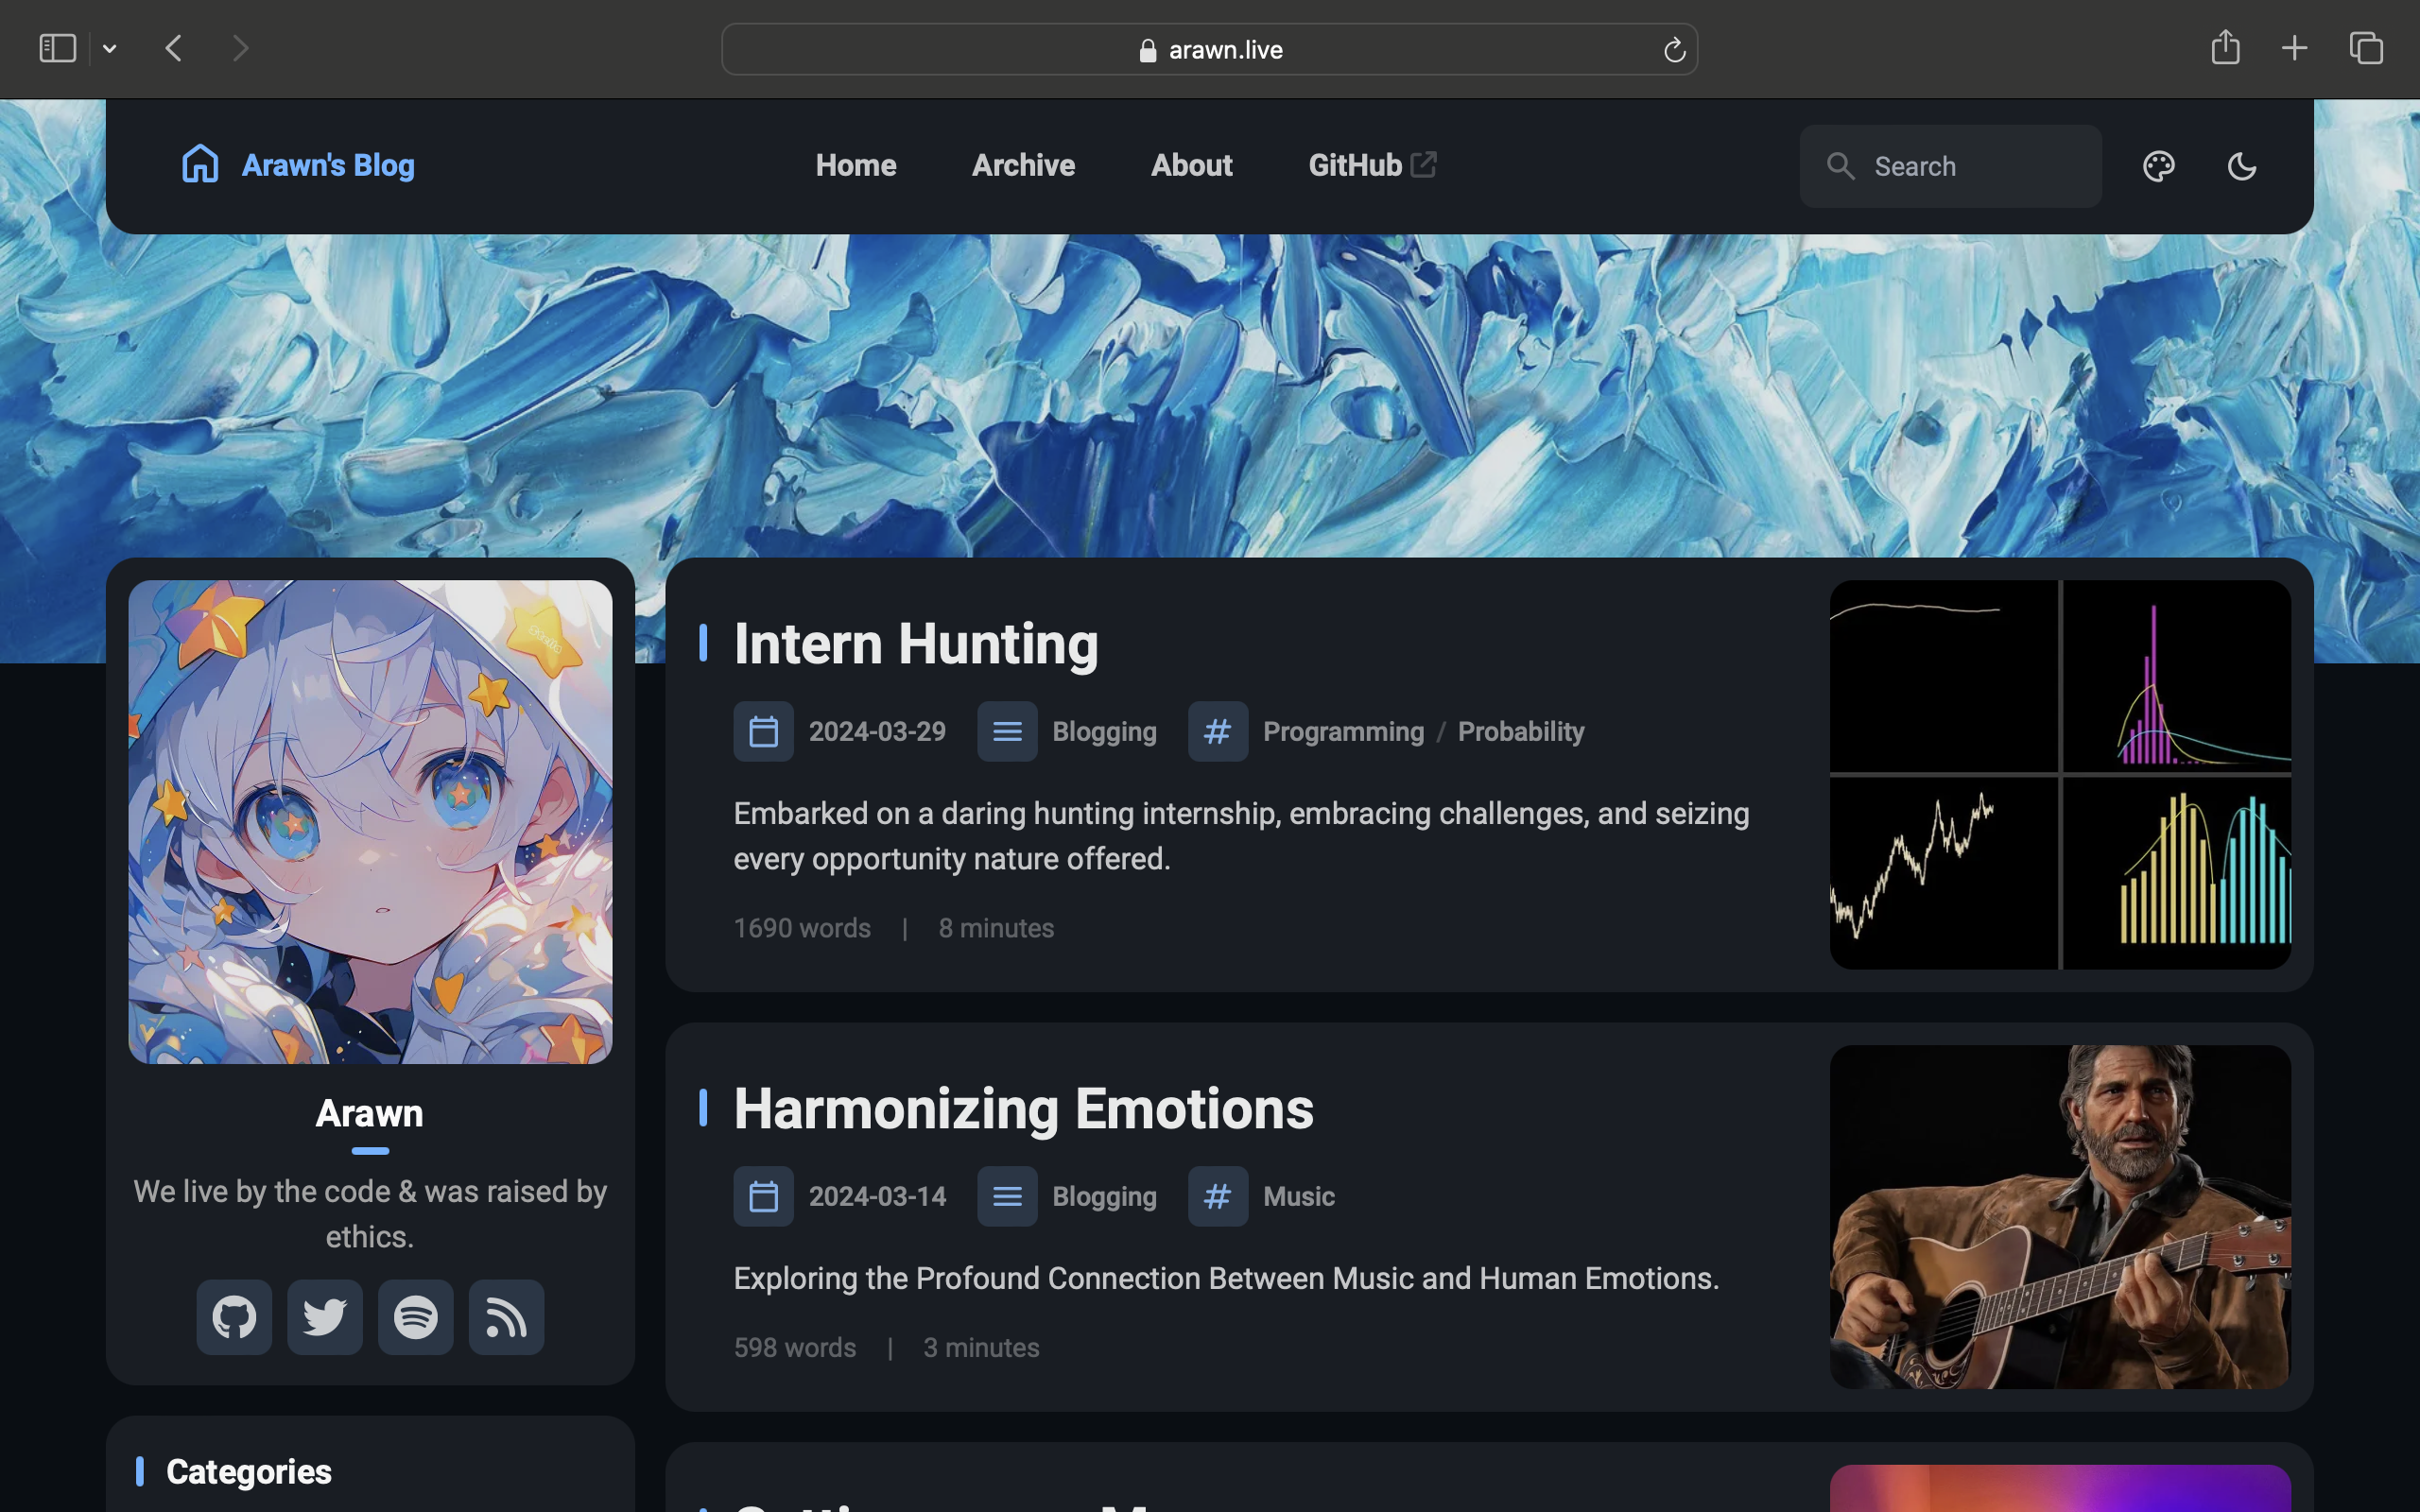 arawn.live
Arawn's Blog
Home
Archive
About
GitHub
Search
Intern Hunting
2024-03-29
Blogging
Programming / Probability
Embarked on a daring hunting internship, embracing challenges, and seizing
every opportunity nature offered.
1690 words | 8 minutes
Arawn
We live by the code & was raised by
ethics.
Harmonizing Emotions
2024-03-14
Blogging
Music
Exploring the Profound Connection Between Music and Human Emotions.
598 words | 3 minutes
Categories